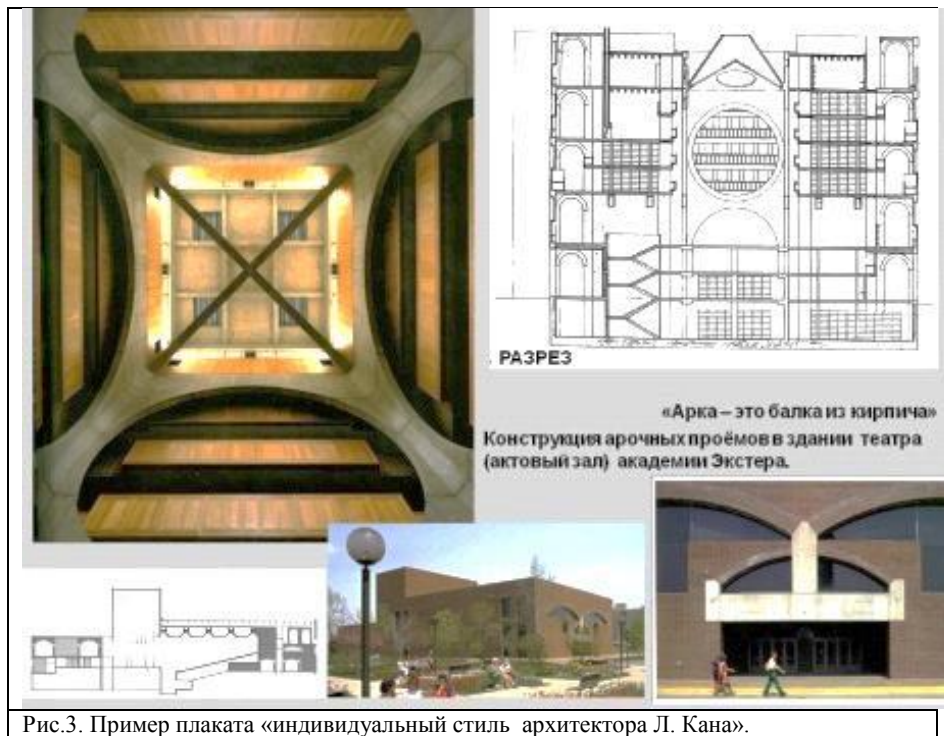 . РАЗРЕЗ
«Арка – это балка из кирпича»
Конструкция арочных проёмов в здании театра
(актовый зал) академии Экстера.
Рис.3. Пример плаката «индивидуальный стиль архитектора Л. Кана».